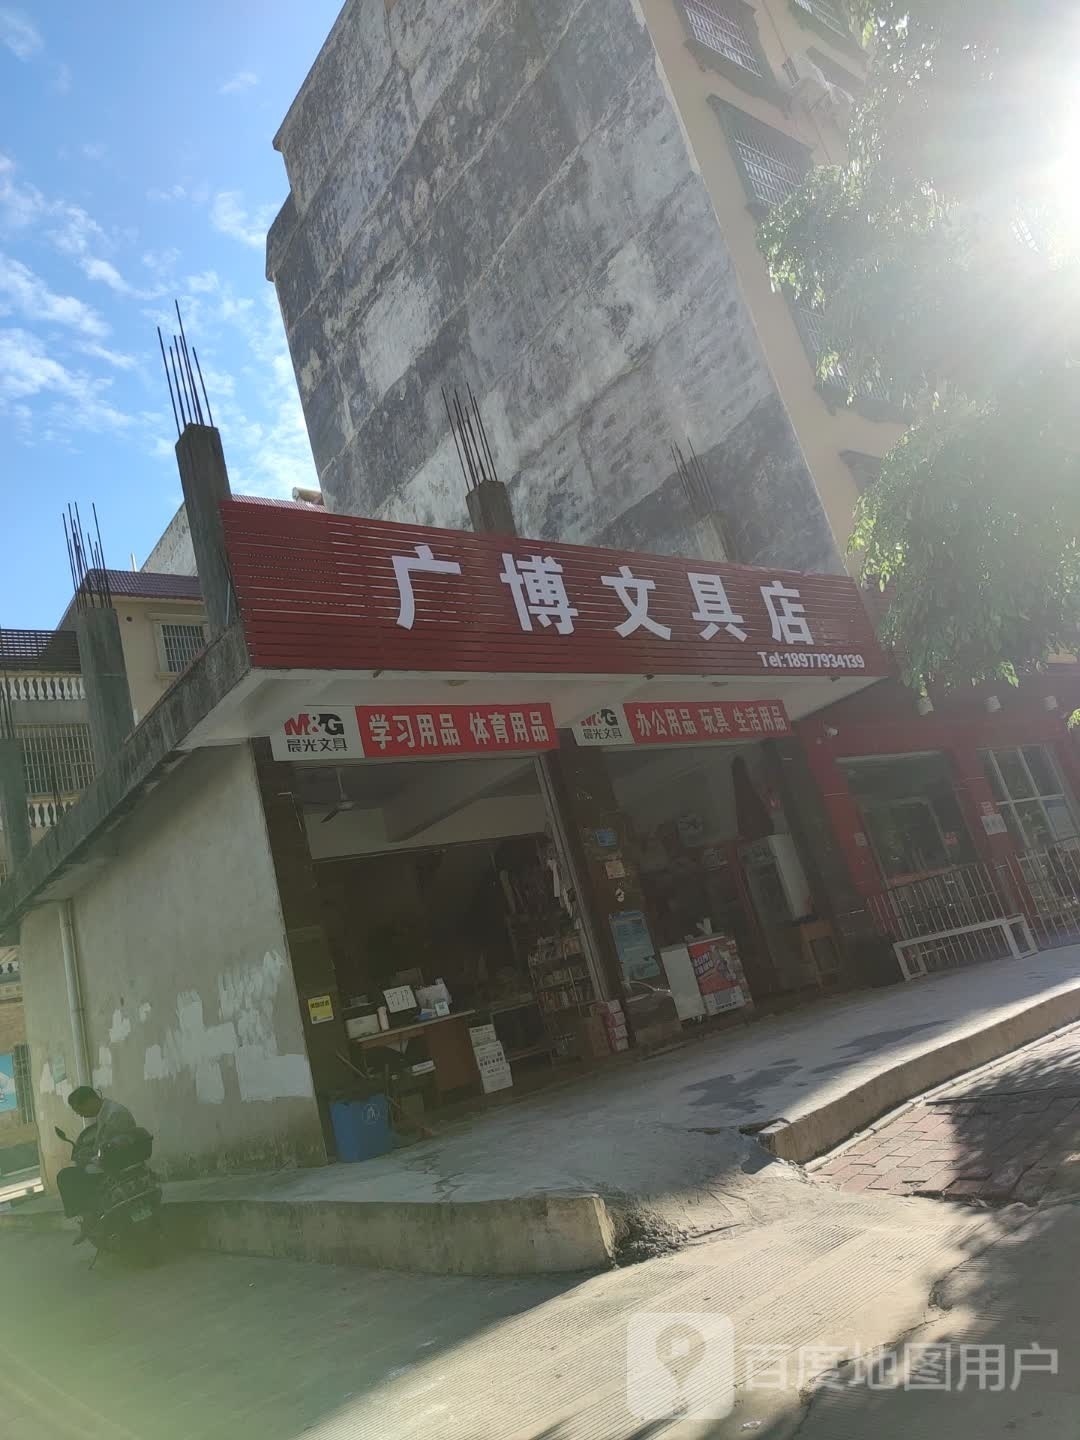 广博文具店
Tel:18977934139
M&G
晨光文具
学习用品 体育用品
M&G
晨光文具
办公用品 玩具 生活用品
百度地图用户